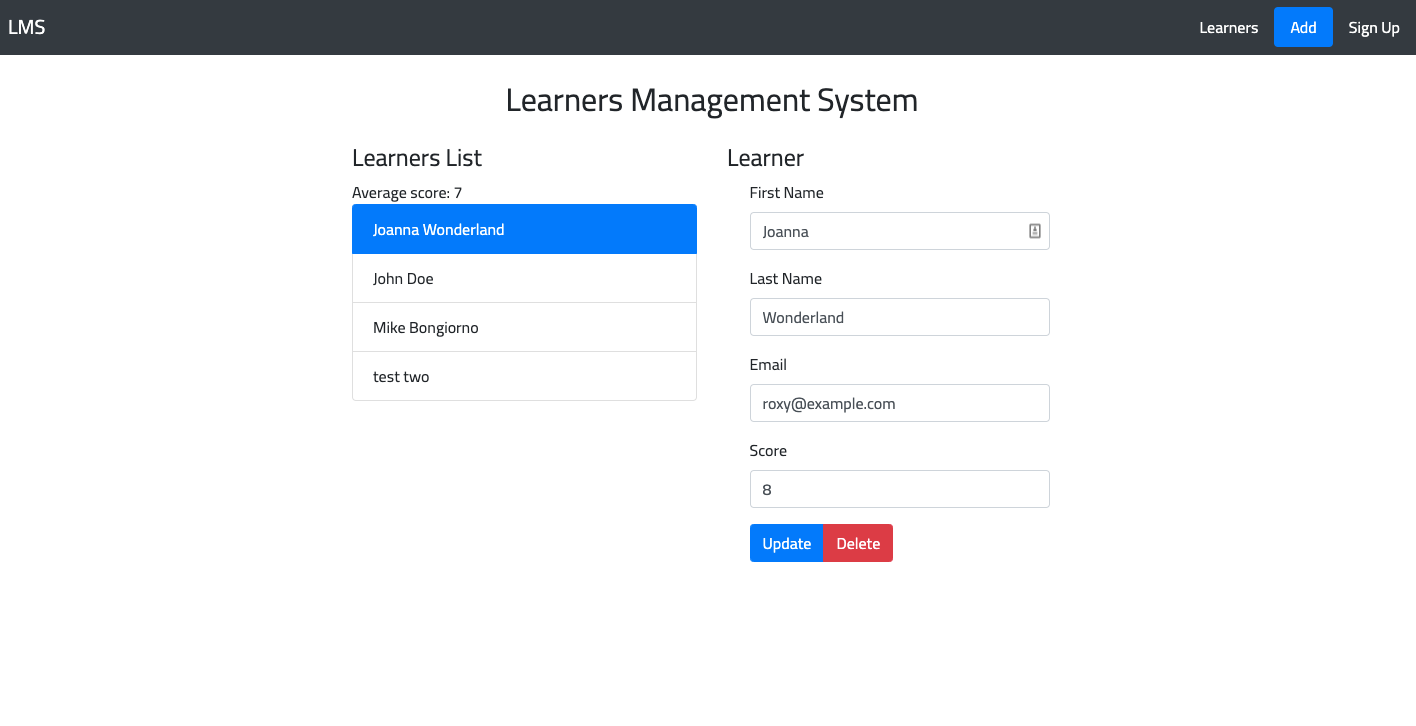 LMS
Learners
Add
Sign Up
Learners Management System
Learners List
Average score: 7
Joanna Wonderland
John Doe
Mike Bongiorno
test two
Learner
First Name
Joanna
Last Name
Wonderland
Email
roxy@example.com
Score
8
Update
Delete